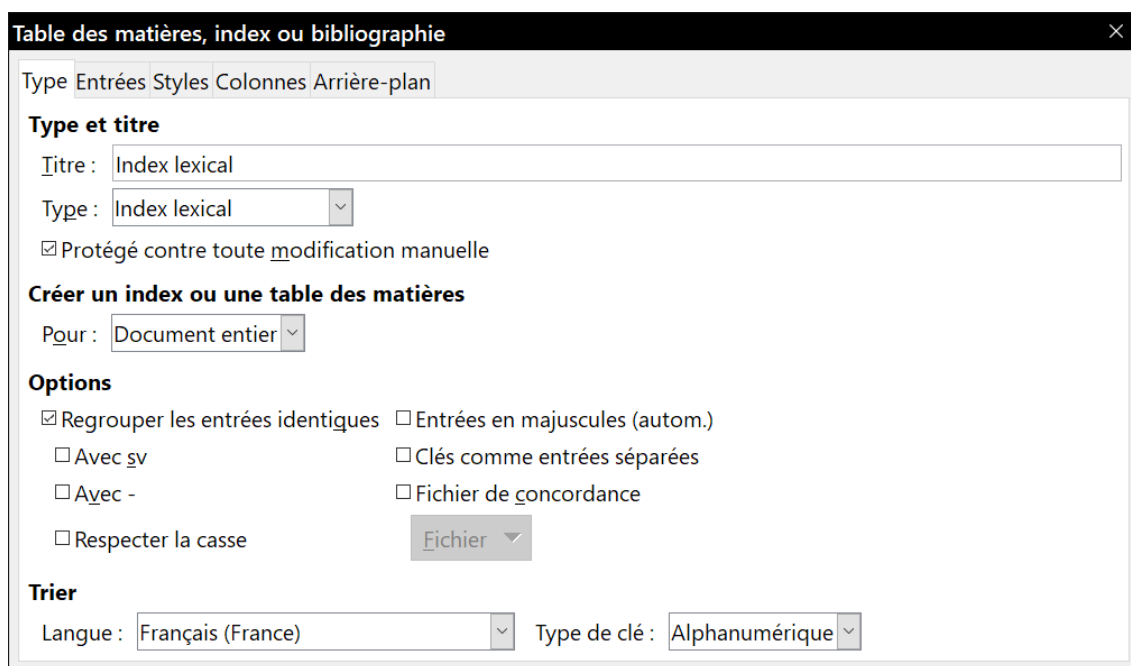 Table des matières, index ou bibliographie
Type Entrées Styles Colonnes Arrière-plan
Type et titre
Titre : Index lexical
Type : Index lexical
Protégé contre toute modification manuelle
Créer un index ou une table des matières
Pour : Document entier
Options
Regrouper les entrées identiques Entrées en majuscules (autom.)
Avec sv Clés comme entrées séparées
Avec - Fichier de concordance
Respecter la casse Fichier
Trier
Langue : Français (France) Type de clé : Alphanumérique